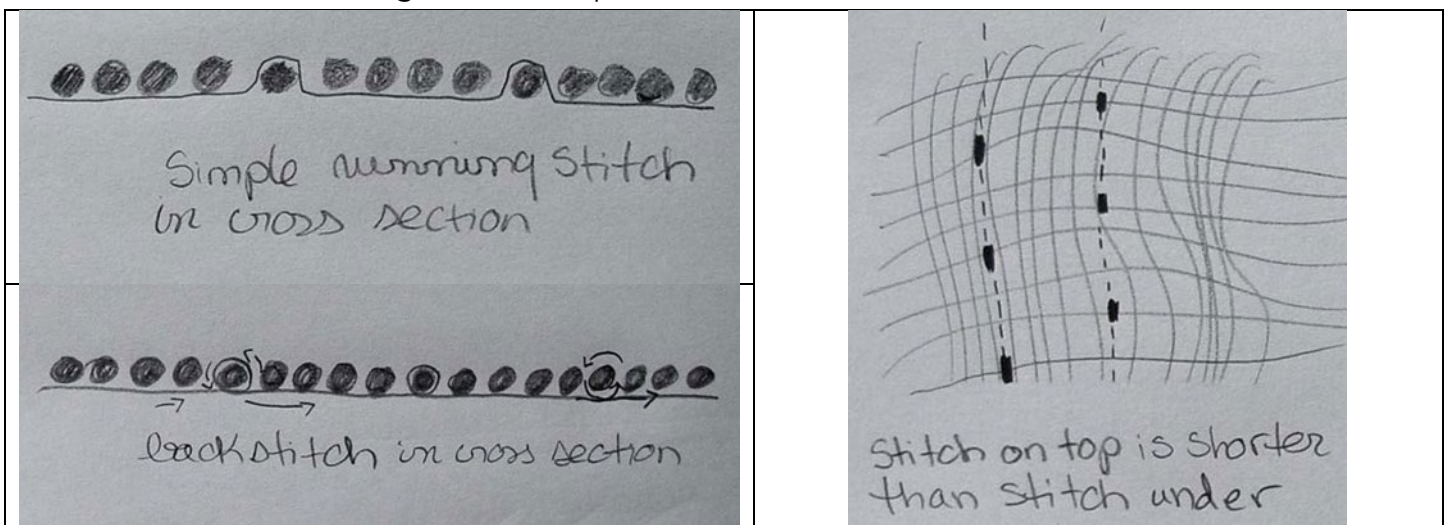 Simple running stitch
in cross section
backstitch in cross section
stitch on top is shorter
than stitch under